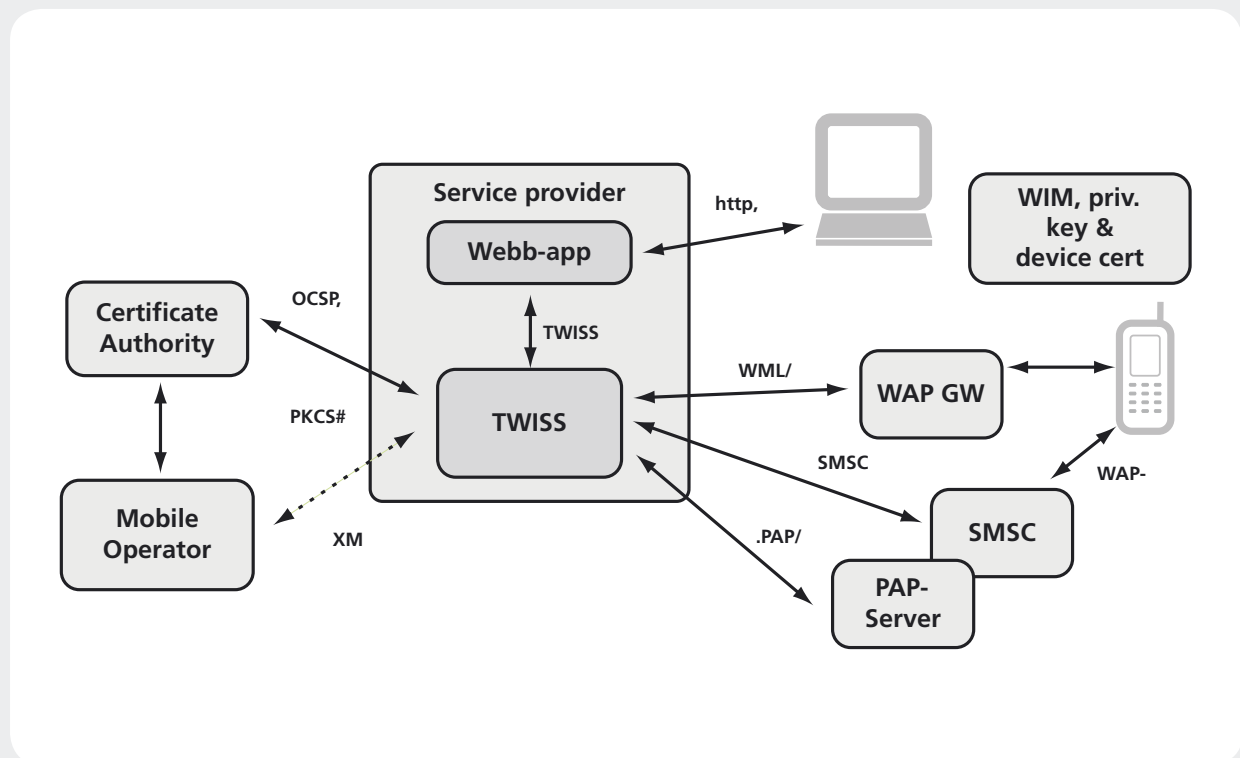 Service provider
Webb-app
TWISS
TWISS
http,
WIM, priv.
key &
device cert
Certificate
Authority
OCSP,
PKCS#
Mobile
Operator
XM
WML/
WAP GW
SMSC
WAP-
SMSC
.PAP/
PAP-
Server